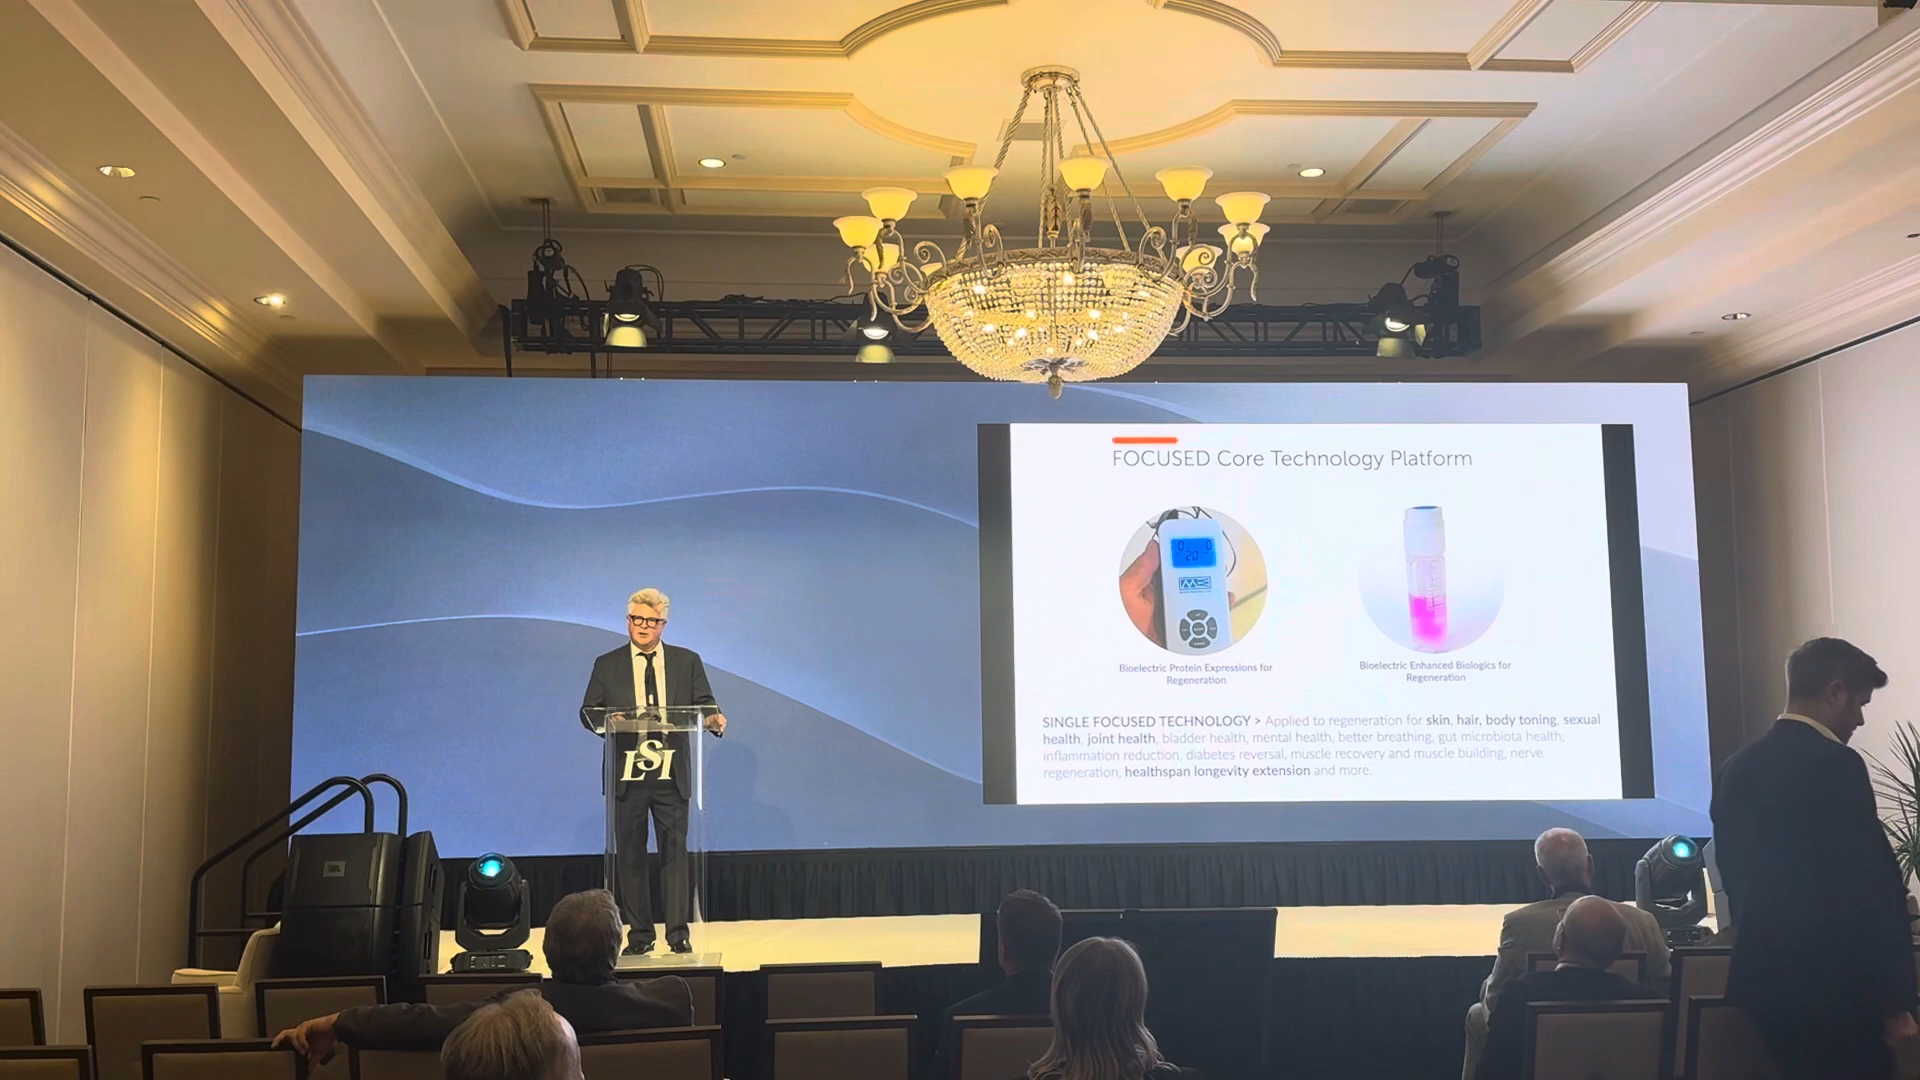 FOCUSED Core Technology Platform
20
Bioelectric Protein Expressions for
Regeneration
Bioelectric Enhanced Biologics for
Regeneration
SINGLE FOCUSED TECHNOLOGY > Applied to regeneration for skin, hair, body toning, sexual
health, joint health, bladder health, mental health, better breathing, gut microbiota health,
inflammation reduction, diabetes reversal, muscle recovery and muscle building, nerve
regeneration, healthspan longevity extension and more.
LSI
JBL